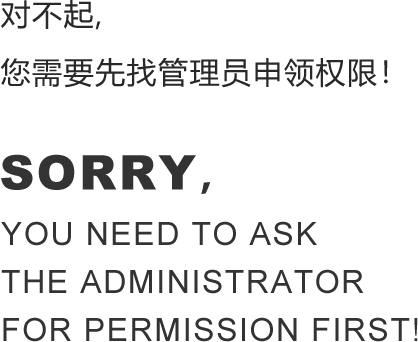 对不起,
您需要先找管理员申领权限!
SORRY,
YOU NEED TO ASK
THE ADMINISTRATOR
FOR PERMISSION FIRST!